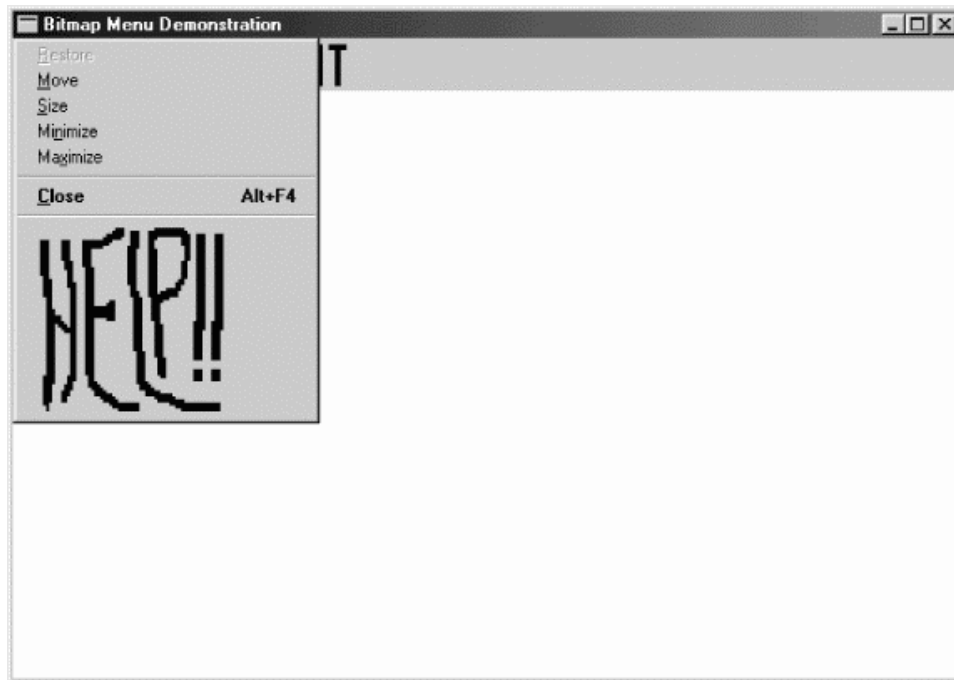 Bitmap Menu Demonstration
Restore
Move
Size
Minimize
Maximize
Close Alt+F4
HELP!!